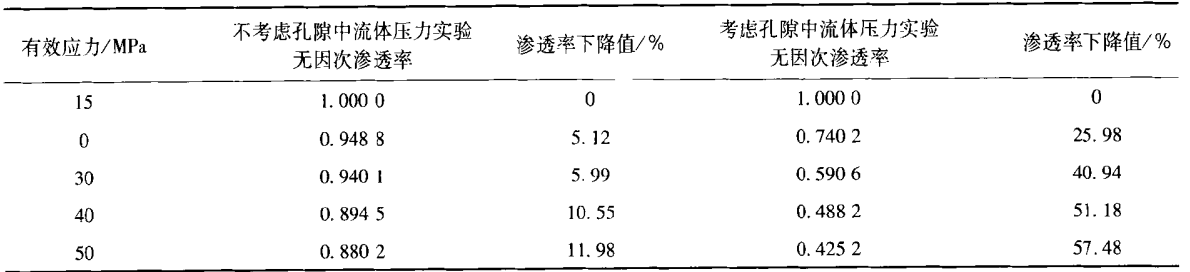 有效应力/MPa 不考虑孔隙中流体压力实验无因次渗透率 渗透率下降值/% 考虑孔隙中流体压力实验无因次渗透率 渗透率下降值/%
15 1.000 0 0 1.000 0 0
0 0.948 8 5.12 0.740 2 25.98
30 0.940 1 5.99 0.590 6 40.94
40 0.894 5 10.55 0.488 2 51.18
50 0.880 2 11.98 0.425 2 57.48